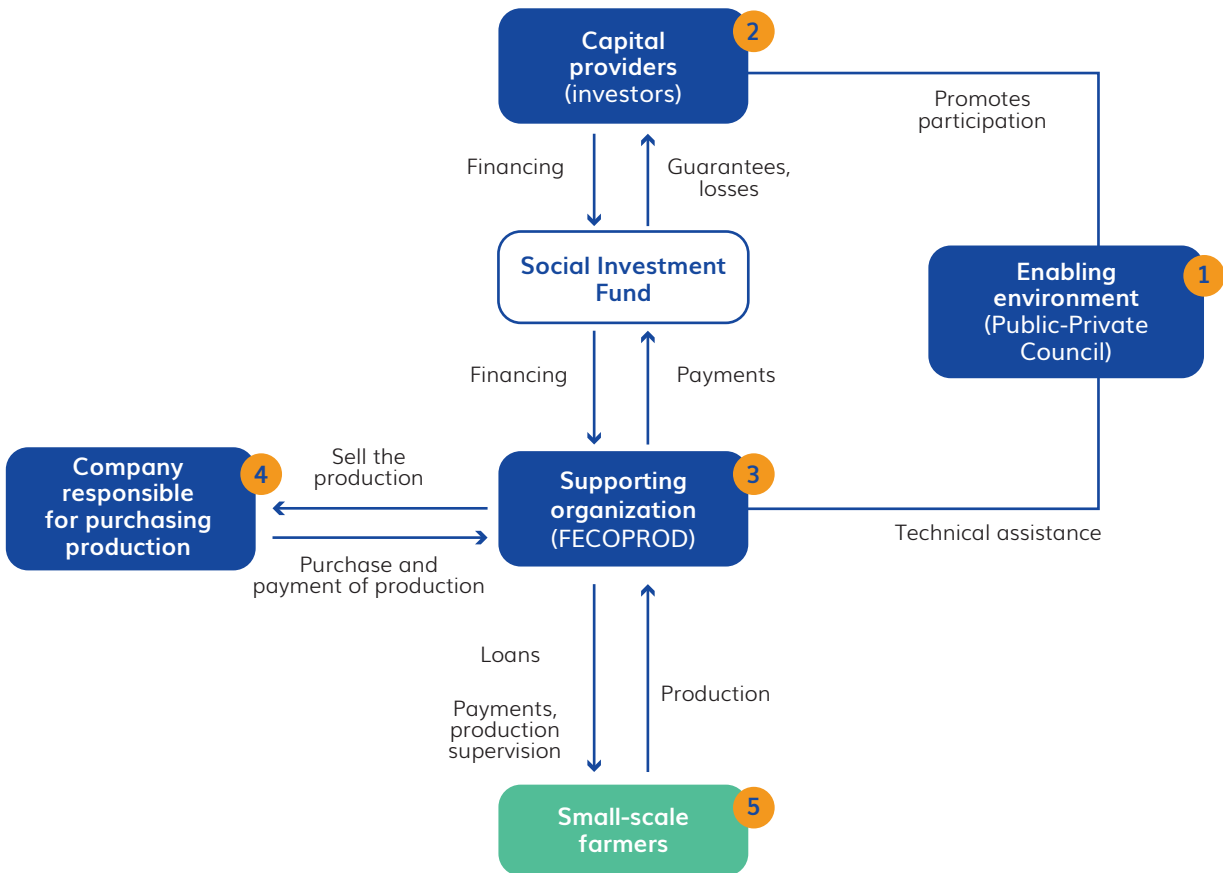 Capital
providers
(investors)
2
Promotes
participation
Financing
Guarantees,
losses
Social Investment
Fund
Enabling
environment
(Public-Private
Council)
1
Financing
Payments
Company
responsible
for purchasing
production
4
Sell the
production
Purchase and
payment of production
Supporting
organization
(FECOPROD)
3
Technical assistance
Loans
Payments,
production
supervision
Production
Small-scale
farmers
5